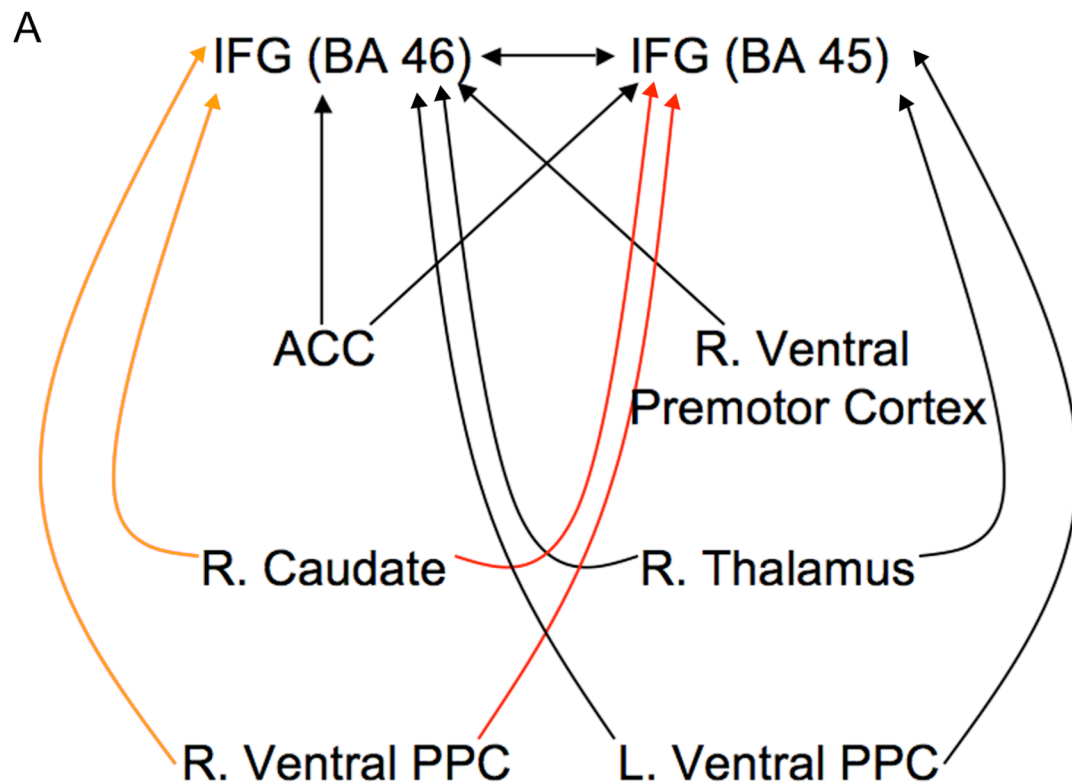 A
IFG (BA 46)
IFG (BA 45)
ACC
R. Ventral
Premotor Cortex
R. Caudate
R. Thalamus
R. Ventral PPC
L. Ventral PPC